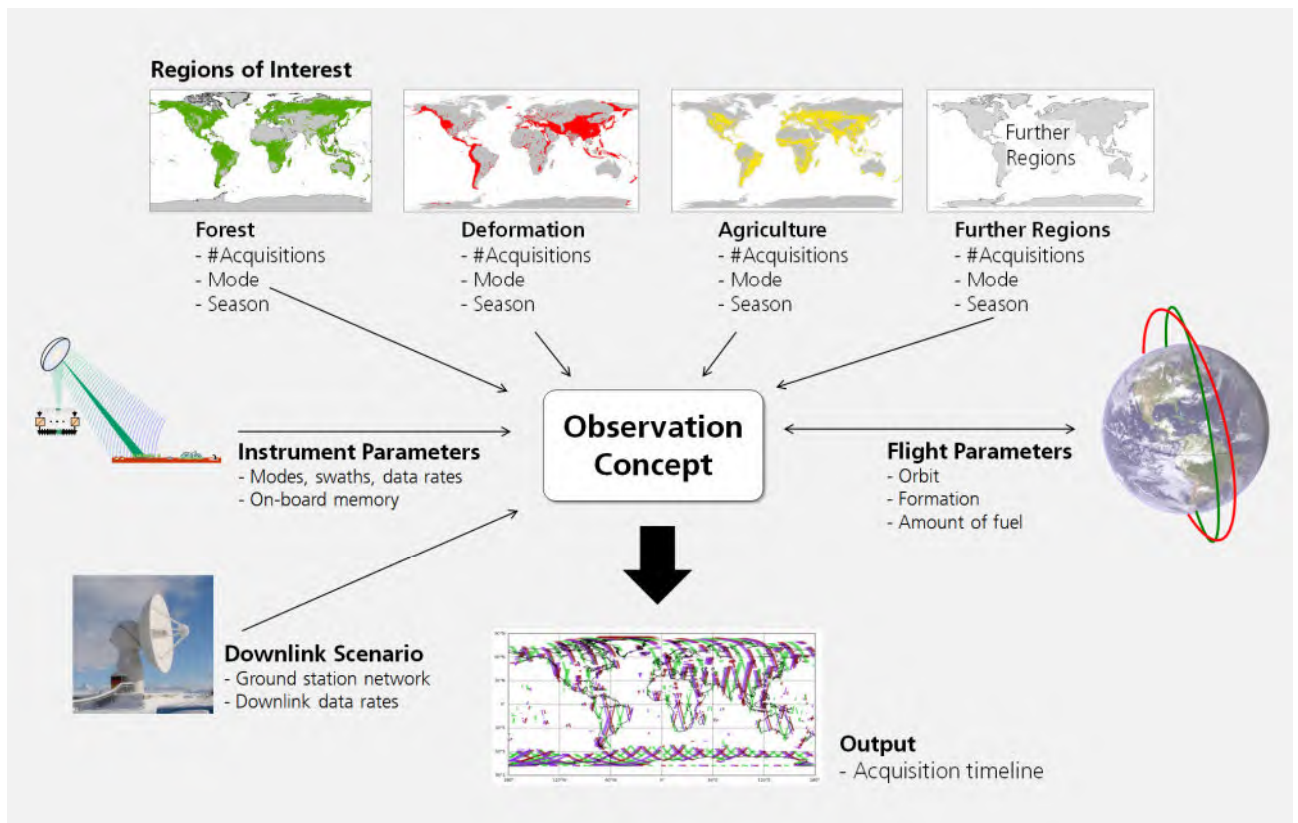 Regions of Interest
Further
Regions
Forest
- #Acquisitions
- Mode
- Season
Deformation
- #Acquisitions
- Mode
- Season
Agriculture
- #Acquisitions
- Mode
- Season
Further Regions
- #Acquisitions
- Mode
- Season
Observation
Concept
Instrument Parameters
- Modes, swaths, data rates
- On-board memory
Flight Parameters
- Orbit
- Formation
- Amount of fuel
Downlink Scenario
- Ground station network
- Downlink data rates
Output
- Acquisition timeline